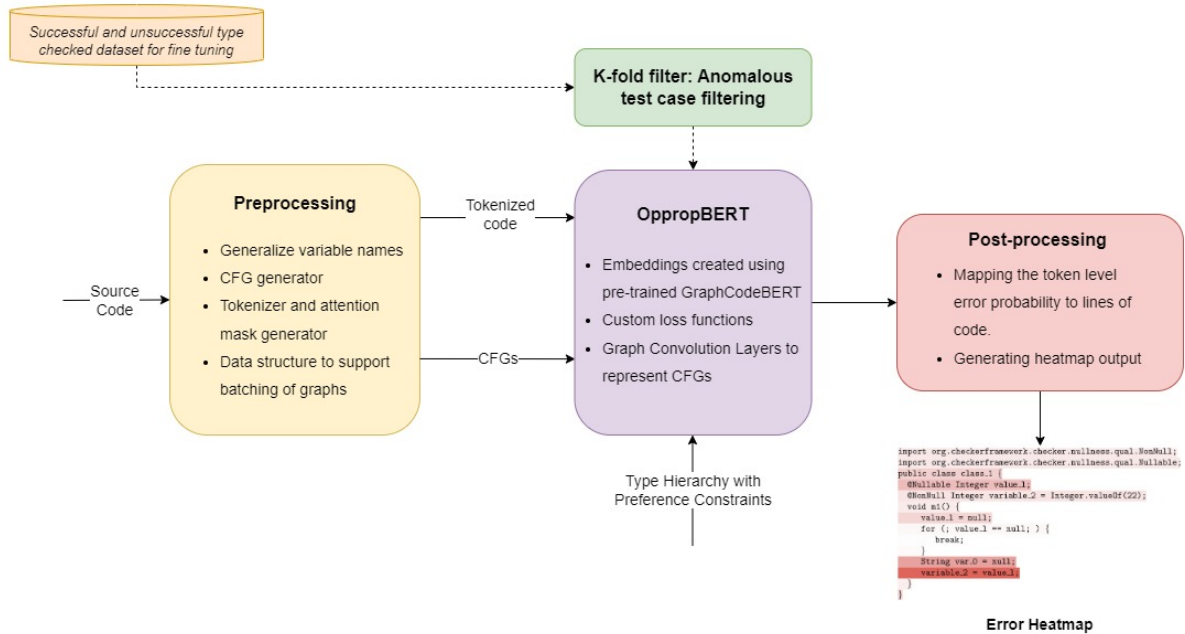 Successful and unsuccessful type
checked dataset for fine tuning
K-fold filter: Anomalous
test case filtering
Preprocessing
• Generalize variable names
• CFG generator
• Tokenizer and attention
mask generator
• Data structure to support
batching of graphs
Source
Code
Tokenized
code
CFGs
OppropBERT
• Embeddings created using
pre-trained GraphCodeBERT
• Custom loss functions
• Graph Convolution Layers to
represent CFGs
Type Hierarchy with
Preference Constraints
Post-processing
• Mapping the token level
error probability to lines of
code.
• Generating heatmap output
import org.checkerframework.checker.nullness.qual.NonNull;
import org.checkerframework.checker.nullness.qual.Nullable;
public class class_1 {
@Nullable Integer value_1;
@NonNull Integer variable_2 = Integer.valueOf(22);
void m1() {
value_1 = null;
for (; value_1 == null; ) {
break;
}
String var_0 = null;
variable_2 = value_1;
}
}
Error Heatmap